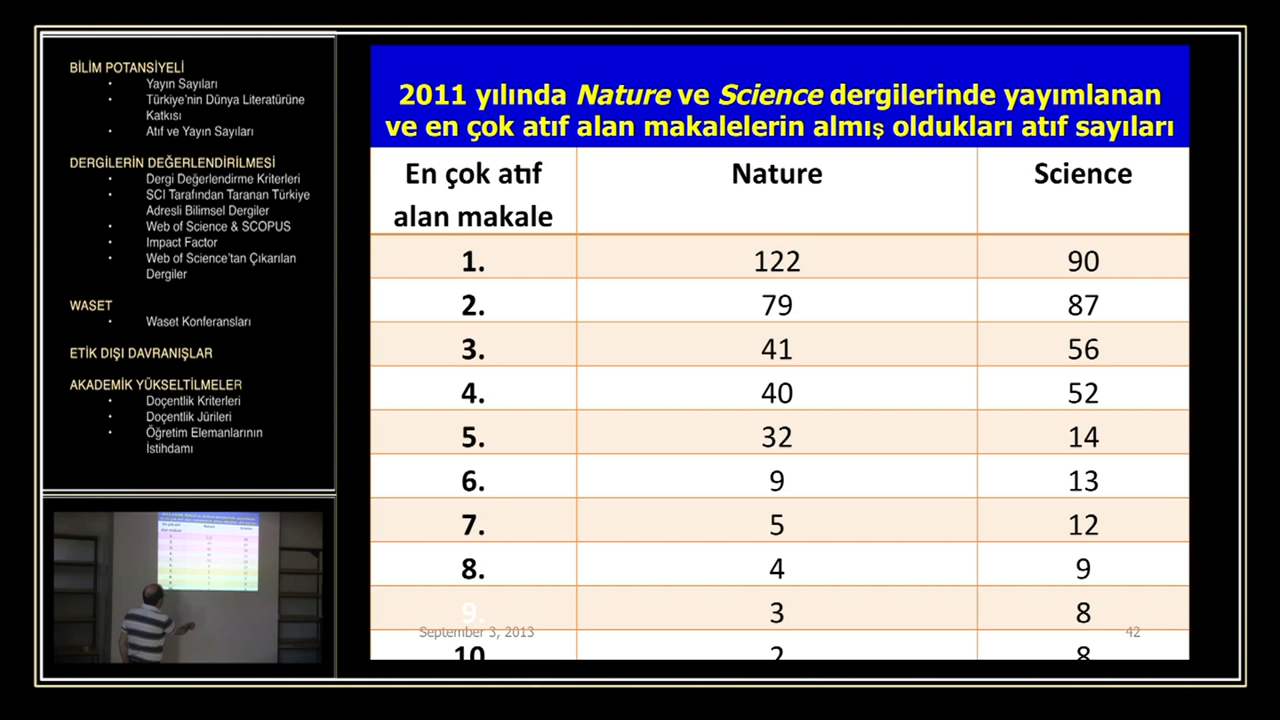 BİLİM POTANSİYELİ
• Yayın Sayıları
• Türkiye'nin Dünya Literatürüne
Katkısı
• Atıf ve Yayın Sayıları
DERGİLERİN DEĞERLENDİRİLMESİ
• Dergi Değerlendirme Kriterleri
• SCI Tarafından Taranan Türkiye
Adresli Bilimsel Dergiler
• Web of Science & SCOPUS
• Impact Factor
• Web of Science'tan Çıkarılan
Dergiler
WASET
• Waset Konferansları
ETİK DIŞI DAVRANIŞLAR
AKADEMİK YÜKSELTİLMELER
• Doçentlik Kriterleri
• Doçentlik Jürileri
• Öğretim Elemanlarının
İstihdamı
2011 yılında Nature ve Science dergilerinde yayımlanan
ve en çok atıf alan makalelerin almış oldukları atıf sayıları
En çok atıf
alan makale
Nature
Science
1. 122 90
2. 79 87
3. 41 56
4. 40 52
5. 32 14
6. 9 13
7. 5 12
8. 4 9
9. 3 8
September 3, 2013 42
10 2 8